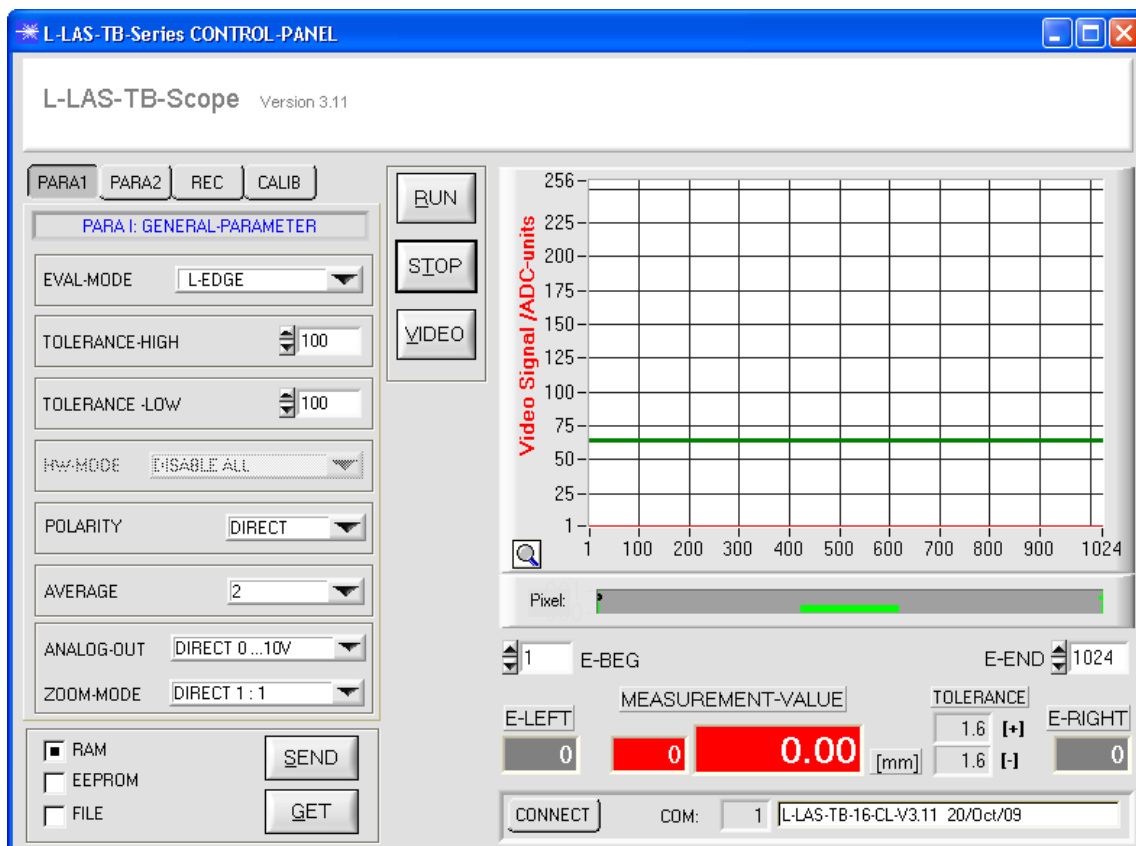 L-LAS-TB-Series CONTROL-PANEL
L-LAS-TB-Scope Version 3.11
PARA1 PARA2 REC CALIB
PARA I: GENERAL-PARAMETER
EVAL-MODE L-EDGE
TOLERANCE-HIGH 100
TOLERANCE -LOW 100
HW-MODE DISABLE ALL
POLARITY DIRECT
AVERAGE 2
ANALOG-OUT DIRECT 0...10V
ZOOM-MODE DIRECT 1 : 1
RAM
EEPROM
FILE
SEND
GET
RUN
STOP
VIDEO
Video Signal /ADC-units
256
225
200
175
150
125
100
75
50
25
1
1 100 200 300 400 500 600 700 800 900 1024
Pixel:
1 E-BEG E-END 1024
MEASUREMENT-VALUE TOLERANCE
E-LEFT E-RIGHT
1.6 [+]
0 0 0.00 [mm] 1.6 [-] 0
CONNECT COM: 1 L-LAS-TB-16-CL-V3.11 20/Oct/09